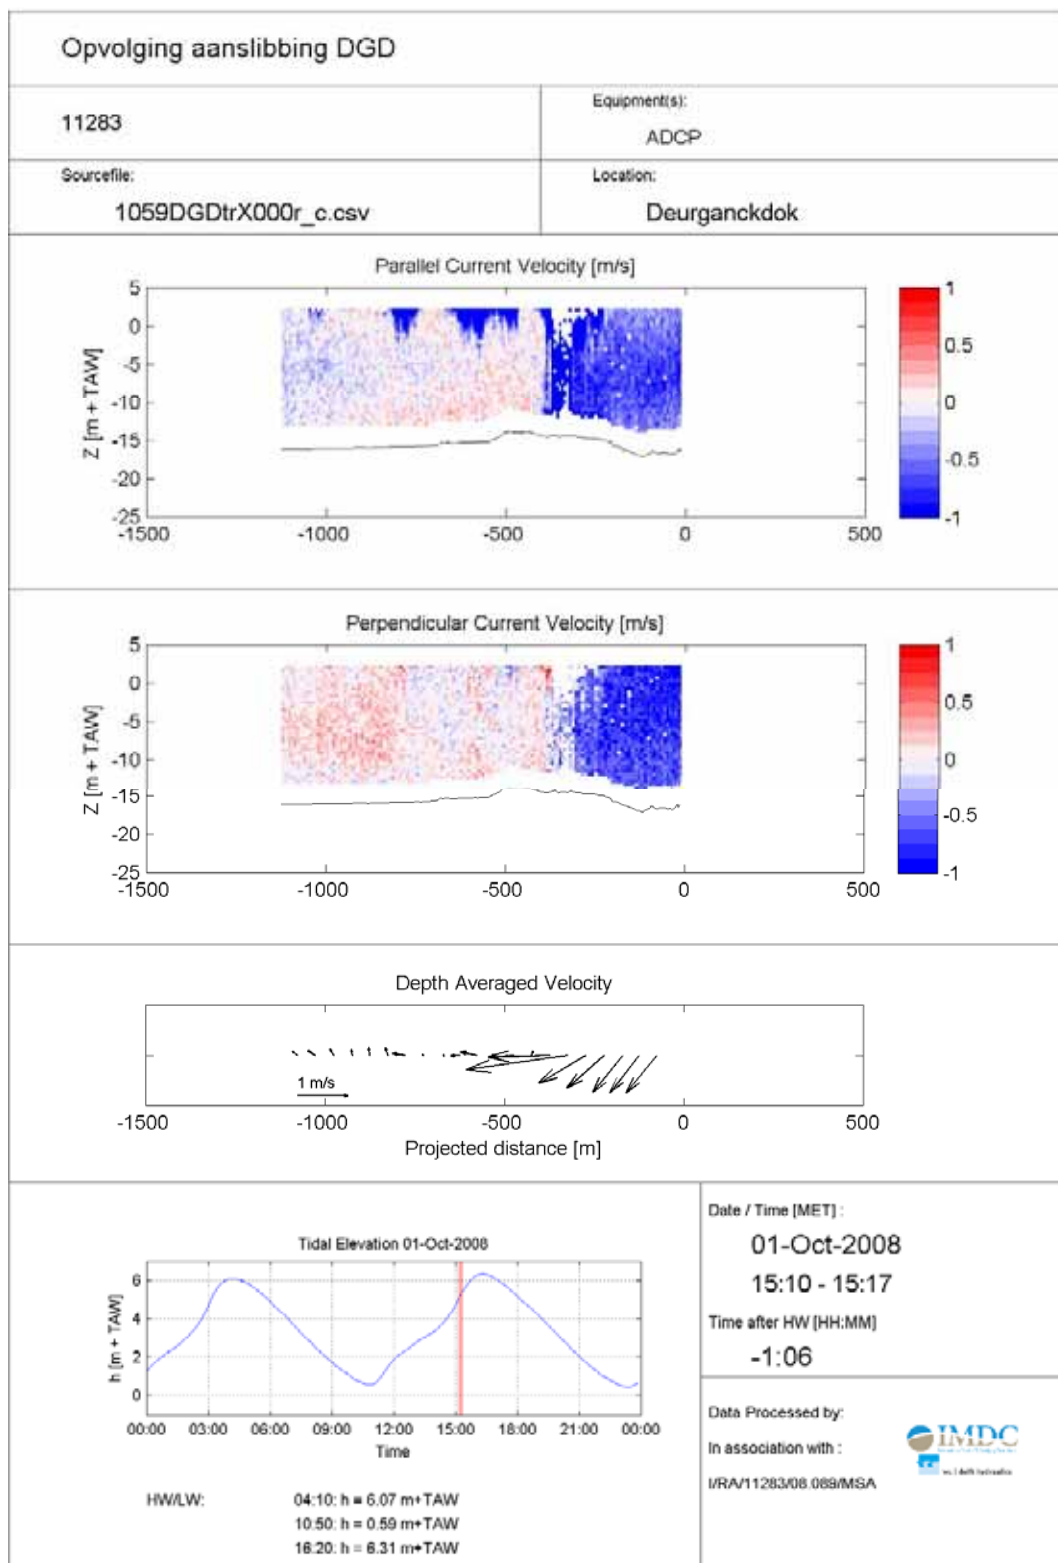 Opvolging aanslibbing DGD
11283
Equipment(s):
ADCP
Sourcefile:
1059DGDtrX000r_c.csv
Location:
Deurganckdok
Parallel Current Velocity [m/s]
Z [m + TAW]
5
0
-5
-10
-15
-20
-25
-1500
-1000
-500
0
500
1
0.5
0
-0.5
-1
Perpendicular Current Velocity [m/s]
Z [m + TAW]
5
0
-5
-10
-15
-20
-25
-1500
-1000
-500
0
500
1
0.5
0
-0.5
-1
Depth Averaged Velocity
1 m/s
-1500
-1000
-500
0
500
Projected distance [m]
Tidal Elevation 01-Oct-2008
h [m + TAW]
6
4
2
0
00:00
03:00
06:00
09:00
12:00
15:00
18:00
21:00
00:00
Time
HW/LW:
04:10: h = 6.07 m+TAW
10:50: h = 0.59 m+TAW
16:20: h = 6.31 m+TAW
Date / Time [MET] :
01-Oct-2008
15:10 - 15:17
Time after HW [HH:MM]
-1:06
Data Processed by:
In association with :
I/RA/11283/08.089/MSA
IMDC
wl | delft hydraulics